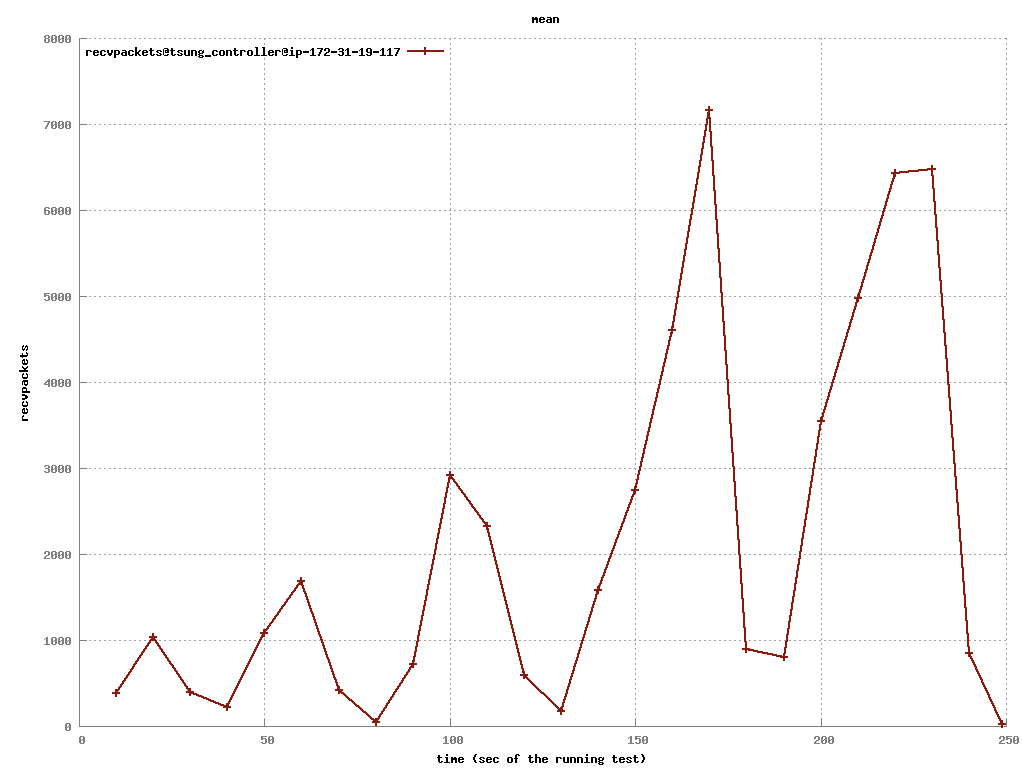 mean
8000
recvpackets@tsung_controller@ip-172-31-19-117
7000
6000
5000
4000
recvpackets
3000
2000
1000
0
0 50 100 150 200 250
time (sec of the running test)